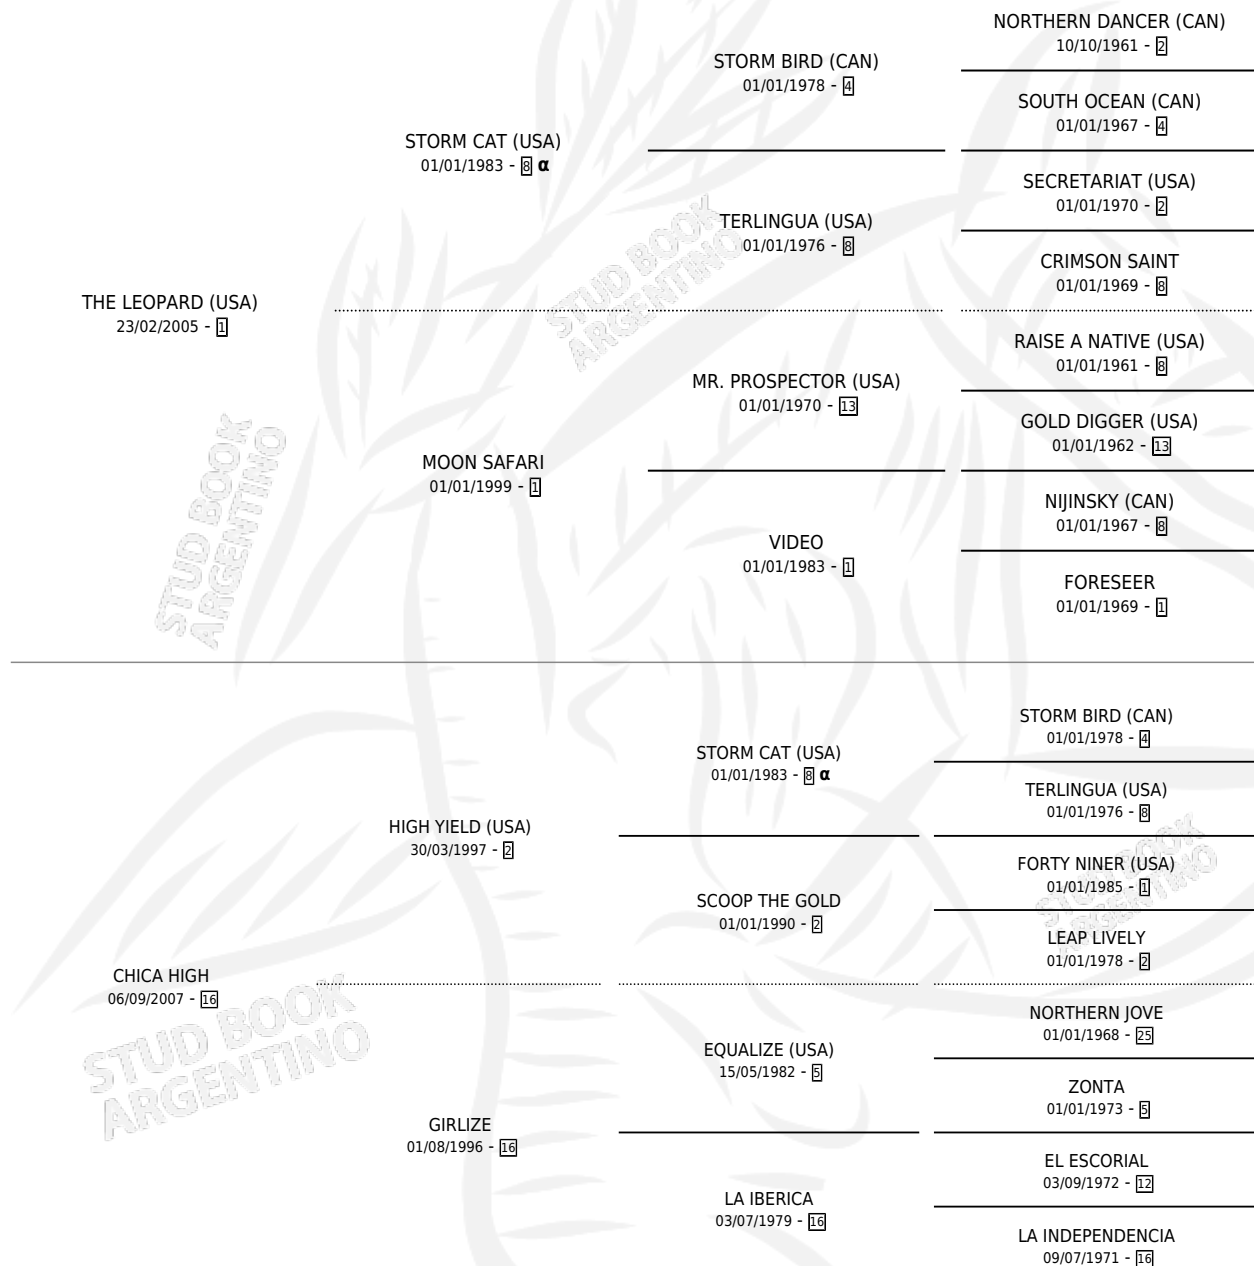 NORTHERN DANCER (CAN)
10/10/1961 - 2
STORM BIRD (CAN)
01/01/1978 - 4
SOUTH OCEAN (CAN)
01/01/1967 - 4
STORM CAT (USA)
01/01/1983 - 8 α
SECRETARIAT (USA)
01/01/1970 - 2
TERLINGUA (USA)
01/01/1976 - 8
CRIMSON SAINT
01/01/1969 - 8
THE LEOPARD (USA)
23/02/2005 - 1
RAISE A NATIVE (USA)
01/01/1961 - 8
MR. PROSPECTOR (USA)
01/01/1970 - 13
GOLD DIGGER (USA)
01/01/1962 - 13
MOON SAFARI
01/01/1999 - 1
NIJINSKY (CAN)
01/01/1967 - 8
VIDEO
01/01/1983 - 1
FORESEER
01/01/1969 - 1
STORM BIRD (CAN)
01/01/1978 - 4
STORM CAT (USA)
01/01/1983 - 8 α
TERLINGUA (USA)
01/01/1976 - 8
HIGH YIELD (USA)
30/03/1997 - 2
FORTY NINER (USA)
01/01/1985 - 1
SCOOP THE GOLD
01/01/1990 - 2
LEAP LIVELY
01/01/1978 - 2
CHICA HIGH
06/09/2007 - 16
NORTHERN JOVE
01/01/1968 - 25
EQUALIZE (USA)
15/05/1982 - 5
ZONTA
01/01/1973 - 5
GIRLIZE
01/08/1996 - 16
EL ESCORIAL
03/09/1972 - 12
LA IBERICA
03/07/1979 - 16
LA INDEPENDENCIA
09/07/1971 - 16
STUD BOOK
ARGENTINO
STUD BOOK
ARGENTINO
STUD BOOK
ARGENTINO
STUD BOOK
ARGENTINO